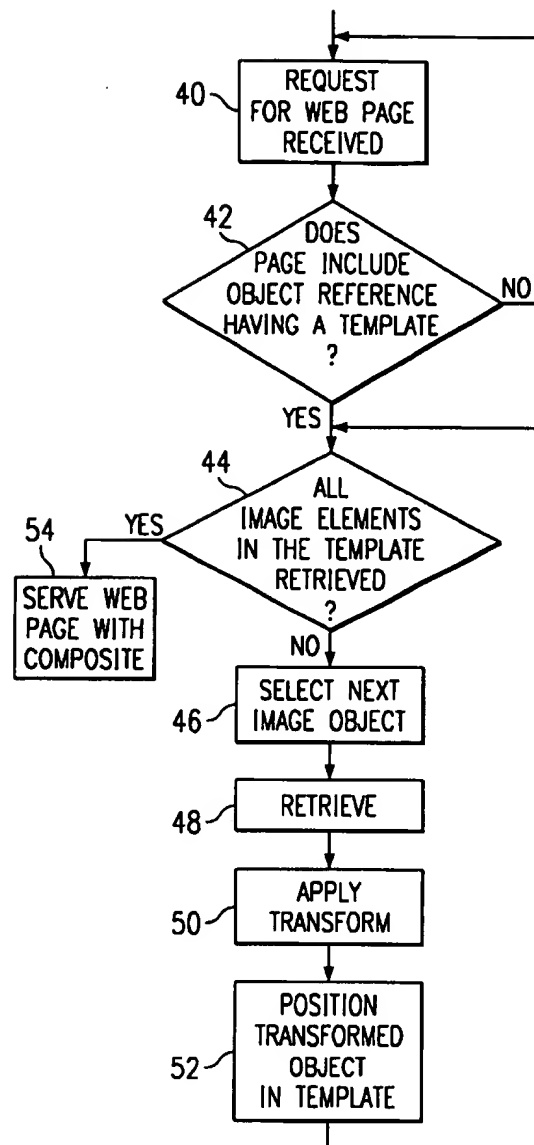 40
REQUEST
FOR WEB PAGE
RECEIVED
42
DOES
PAGE INCLUDE
OBJECT REFERENCE
HAVING A TEMPLATE
?
NO
YES
44
ALL
IMAGE ELEMENTS
IN THE TEMPLATE
RETRIEVED
?
YES
54
SERVE WEB
PAGE WITH
COMPOSITE
NO
46
SELECT NEXT
IMAGE OBJECT
48
RETRIEVE
50
APPLY
TRANSFORM
52
POSITION
TRANSFORMED
OBJECT
IN TEMPLATE